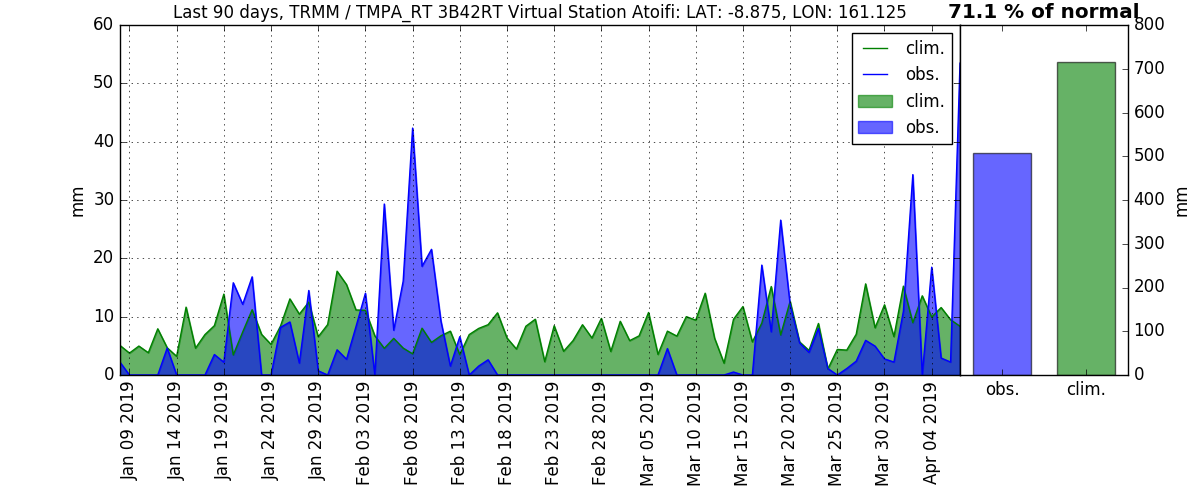 Last 90 days, TRMM / TMPA_RT 3B42RT Virtual Station Atoifi: LAT: -8.875, LON: 161.125
71.1 % of normal
60
50
40
30
20
10
0
mm
clim.
obs.
clim.
obs.
Jan 09 2019
Jan 14 2019
Jan 19 2019
Jan 24 2019
Jan 29 2019
Feb 03 2019
Feb 08 2019
Feb 13 2019
Feb 18 2019
Feb 23 2019
Feb 28 2019
Mar 05 2019
Mar 10 2019
Mar 15 2019
Mar 20 2019
Mar 25 2019
Mar 30 2019
Apr 04 2019
800
700
600
500
400
300
200
100
0
mm
obs.
clim.